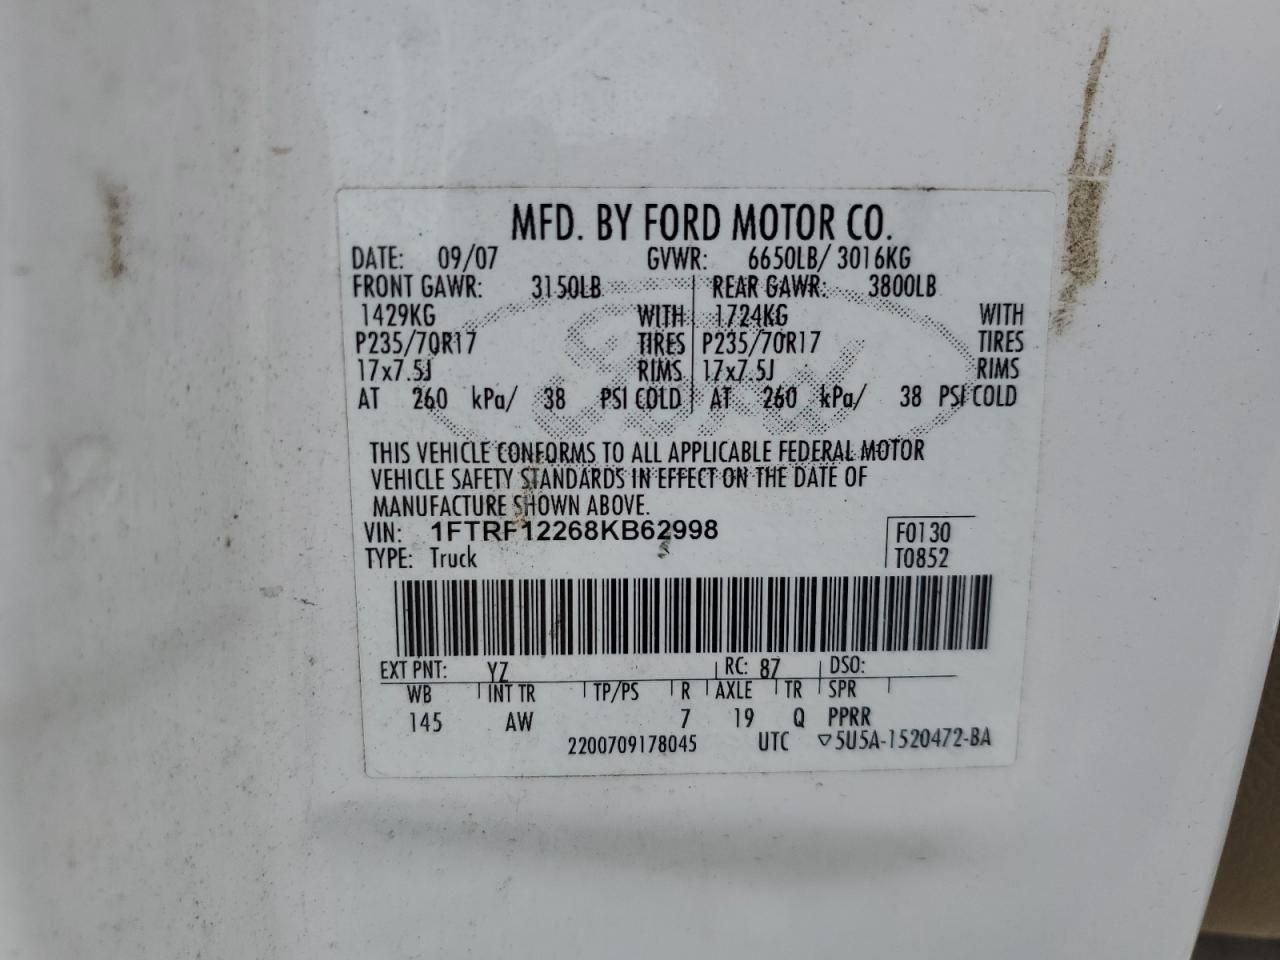 MFD. BY FORD MOTOR CO.
DATE: 09/07 GVWR: 6650LB/ 3016KG
FRONT GAWR: 3150LB REAR GAWR: 3800LB
1429KG WITH 1724KG WITH
P235/70R17 TIRES P235/70R17 TIRES
17x7.5J RIMS 17x7.5J RIMS
AT 260 kPa/ 38 PSI COLD AT 260 kPa/ 38 PSI COLD
THIS VEHICLE CONFORMS TO ALL APPLICABLE FEDERAL MOTOR
VEHICLE SAFETY STANDARDS IN EFFECT ON THE DATE OF
MANUFACTURE SHOWN ABOVE.
VIN: 1FTRF12268KB62998 F0130
TYPE: Truck T0852
EXT PNT: YZ RC: 87 DSO:
WB INT TR TP/PS R AXLE TR SPR
145 AW 7 19 Q PPRR
2200709178045 UTC ▽5U5A-1520472-BA